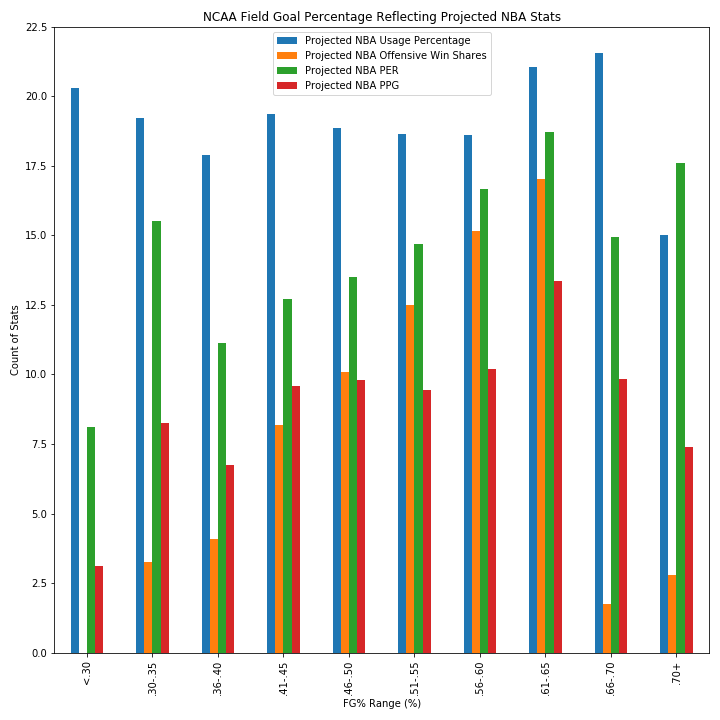 NCAA Field Goal Percentage Reflecting Projected NBA Stats
Projected NBA Usage Percentage
Projected NBA Offensive Win Shares
Projected NBA PER
Projected NBA PPG
Count of Stats
22.5
20.0
17.5
15.0
12.5
10.0
7.5
5.0
2.5
0.0
<.30
.30-.35
.36-.40
.41-.45
.46-.50
.51-.55
.56-.60
.61-.65
.66-.70
.70+
FG% Range (%)